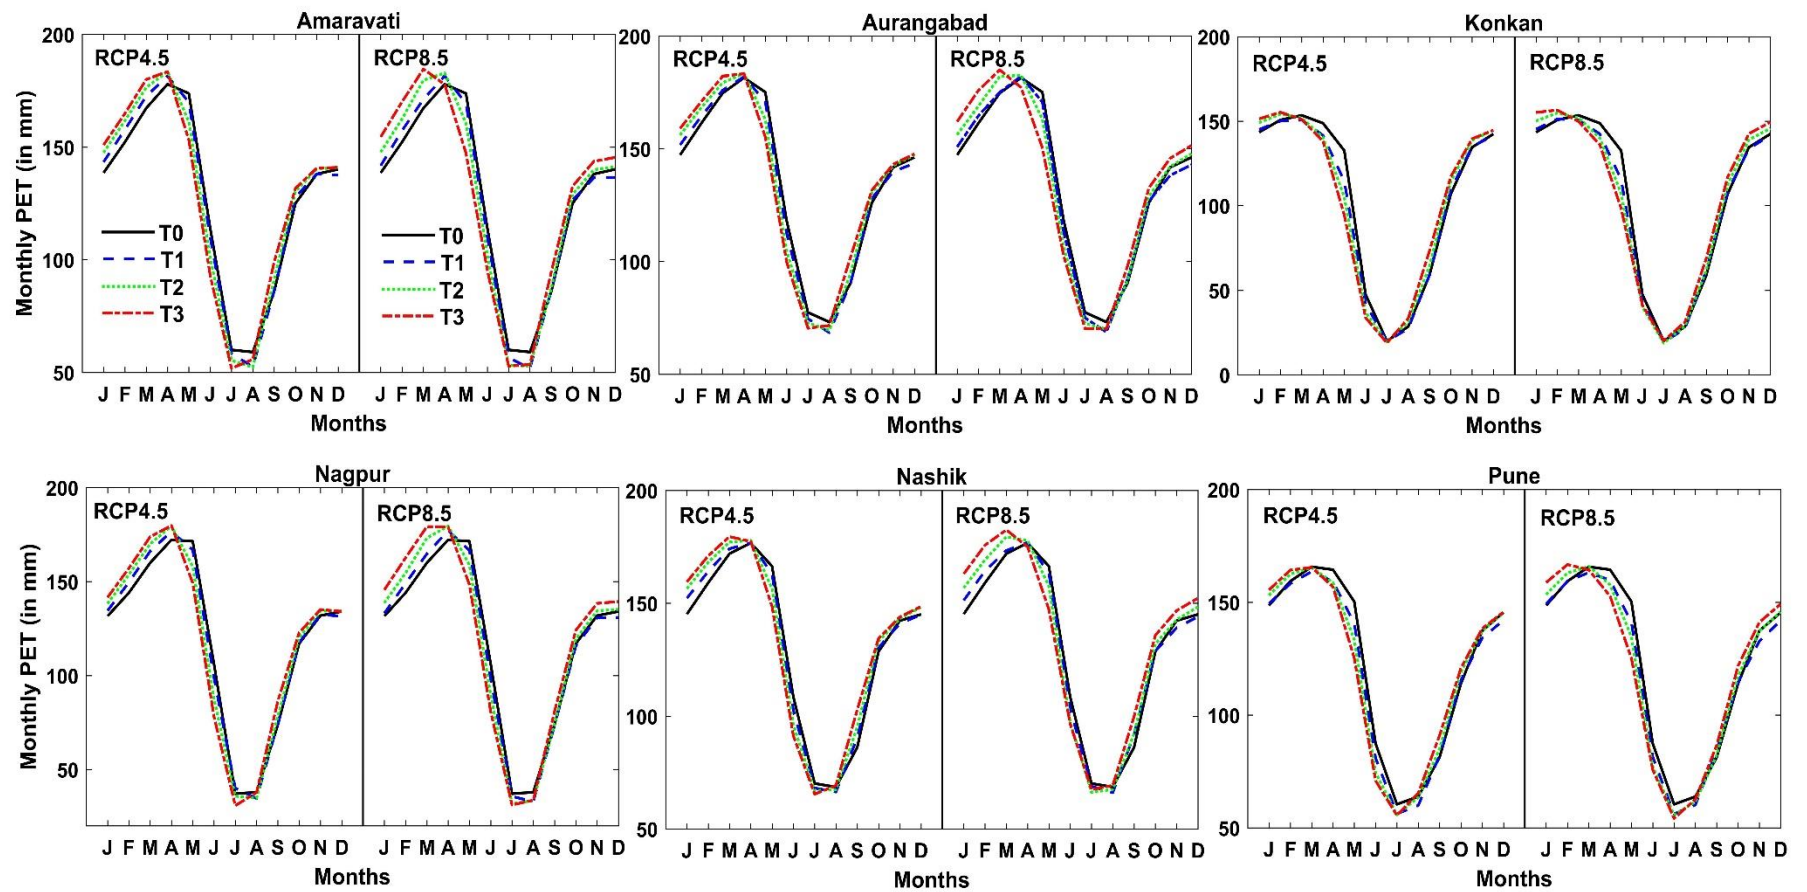 Amaravati
Aurangabad
Konkan
200
150
100
50
Monthly PET (in mm)
RCP4.5
RCP8.5
T0
T1
T2
T3
T0
T1
T2
T3
J F M A M J J A S O N D
J F M A M J J A S O N D
Months
200
150
100
50
RCP4.5
RCP8.5
J F M A M J J A S O N D
J F M A M J J A S O N D
Months
200
150
100
50
0
RCP4.5
RCP8.5
J F M A M J J A S O N D
J F M A M J J A S O N D
Months
Nagpur
Nashik
Pune
200
150
100
50
Monthly PET (in mm)
RCP4.5
RCP8.5
J F M A M J J A S O N D
J F M A M J J A S O N D
Months
200
150
100
50
RCP4.5
RCP8.5
J F M A M J J A S O N D
J F M A M J J A S O N D
Months
200
150
100
50
RCP4.5
RCP8.5
J F M A M J J A S O N D
J F M A M J J A S O N D
Months